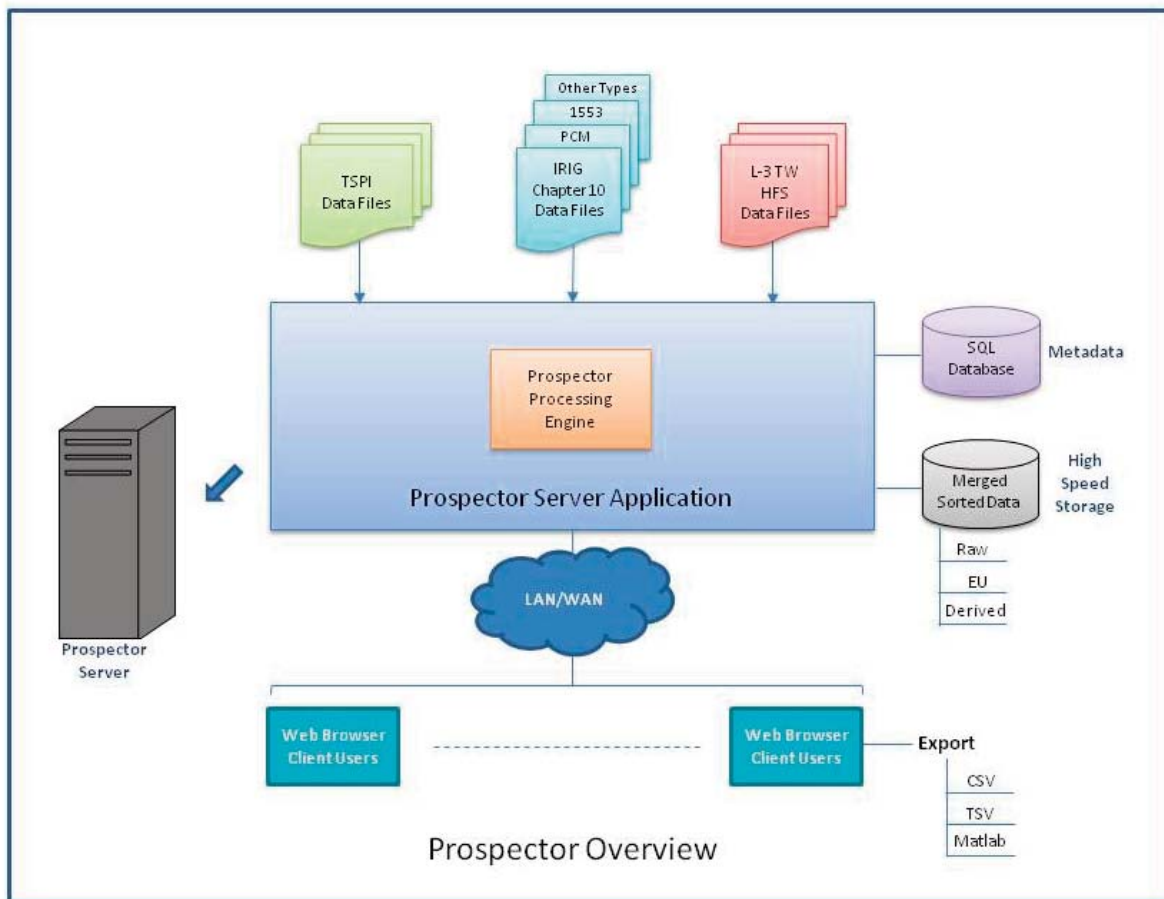 Other Types
1553
PCM
IRIG
Chapter 10
Data Files
TSPI
Data Files
L-3 TW
HFS
Data Files
SQL
Database
Metadata
Prospector
Processing
Engine
Prospector Server Application
Merged
Sorted Data
High
Speed
Storage
Raw
EU
Derived
LAN/WAN
Prospector
Server
Web Browser
Client Users
Web Browser
Client Users
Export
CSV
TSV
Matlab
Prospector Overview